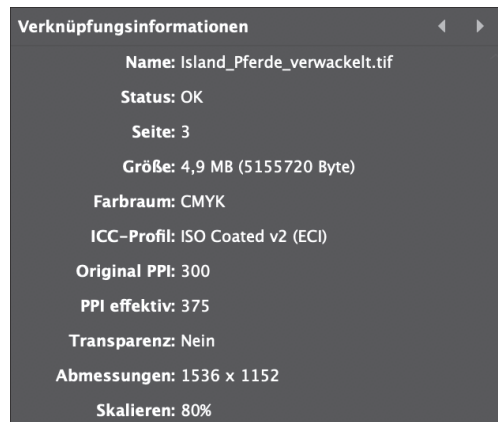 Verknüpfungsinformationen
Name: Island_Pferde_verwackelt.tif
Status: OK
Seite: 3
Größe: 4,9 MB (5155720 Byte)
Farbraum: CMYK
ICC-Profil: ISO Coated v2 (ECI)
Original PPI: 300
PPI effektiv: 375
Transparenz: Nein
Abmessungen: 1536 x 1152
Skalieren: 80%